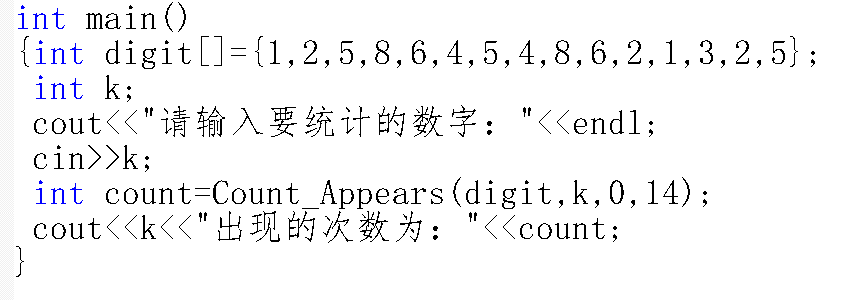 int main()
{int digit[]={1,2,5,8,6,4,5,4,8,6,2,1,3,2,5};
int k;
cout<<"请输入要统计的数字："<<endl;
cin>>k;
int count=Count_Appears(digit,k,0,14);
cout<<k<<"出现的次数为："<<count;
}